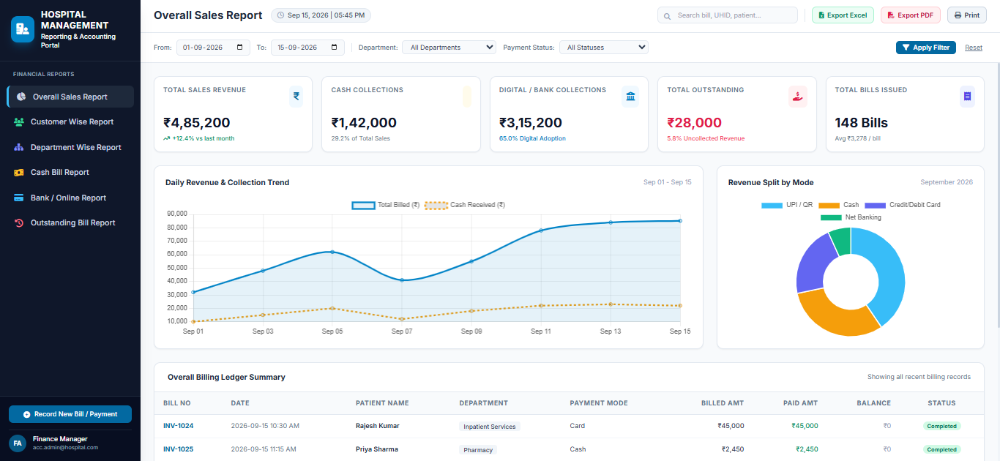 HOSPITAL
MANAGEMENT
Reporting & Accounting
Portal
FINANCIAL REPORTS
Overall Sales Report
Customer Wise Report
Department Wise Report
Cash Bill Report
Bank / Online Report
Outstanding Bill Report
Record New Bill / Payment
FA
Finance Manager
acc.admin@hospital.com
Overall Sales Report
Sep 15, 2026 | 05:45 PM
Search bill, UHID, patient...
Export Excel
Export PDF
Print
From: 01-09-2026 To: 15-09-2026 Department: All Departments Payment Status: All Statuses
Apply Filter
Reset
TOTAL SALES REVENUE
₹
₹4,85,200
+12.4% vs last month
CASH COLLECTIONS
₹1,42,000
29.2% of Total Sales
DIGITAL / BANK COLLECTIONS
₹3,15,200
65.0% Digital Adoption
TOTAL OUTSTANDING
₹28,000
5.8% Uncollected Revenue
TOTAL BILLS ISSUED
148 Bills
Avg ₹3,278 / bill
Daily Revenue & Collection Trend
Sep 01 - Sep 15
Total Billed (₹) Cash Received (₹)
90,000
80,000
70,000
60,000
50,000
40,000
30,000
20,000
10,000
Sep 01 Sep 03 Sep 05 Sep 07 Sep 09 Sep 11 Sep 13 Sep 15
Revenue Split by Mode
September 2026
UPI / QR Cash Credit/Debit Card
Net Banking
Overall Billing Ledger Summary
Showing all recent billing records
BILL NO DATE PATIENT NAME DEPARTMENT PAYMENT MODE BILLED AMT PAID AMT BALANCE STATUS
INV-1024 2026-09-15 10:30 AM Rajesh Kumar Inpatient Services Card ₹45,000 ₹45,000 ₹0 Completed
INV-1025 2026-09-15 11:15 AM Priya Sharma Pharmacy Cash ₹2,450 ₹2,450 ₹0 Completed